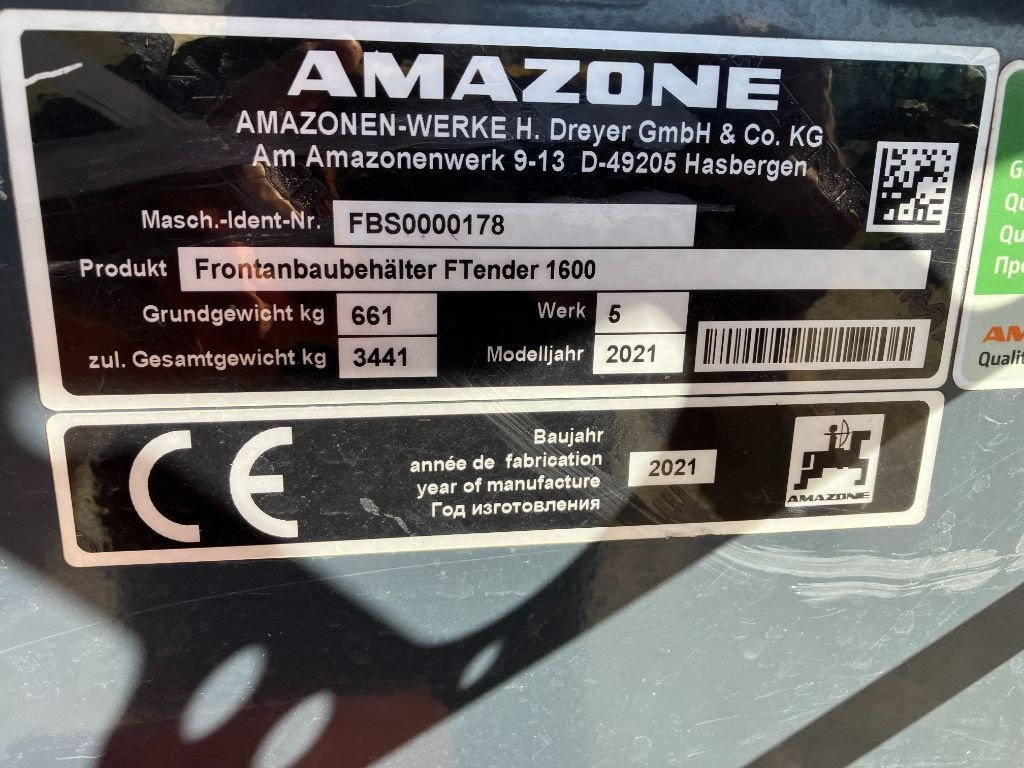 AMAZONE
AMAZONEN-WERKE H. Dreyer GmbH & Co. KG
Am Amazonenwerk 9-13 D-49205 Hasbergen
Masch.-Ident-Nr. FBS0000178
Produkt Frontanbaubehälter FTender 1600
Grundgewicht kg 661 Werk 5
zul. Gesamtgewicht kg 3441 Modelljahr 2021
CE
Baujahr
année de fabrication
year of manufacture
Год изготовления
2021
AMAZONE